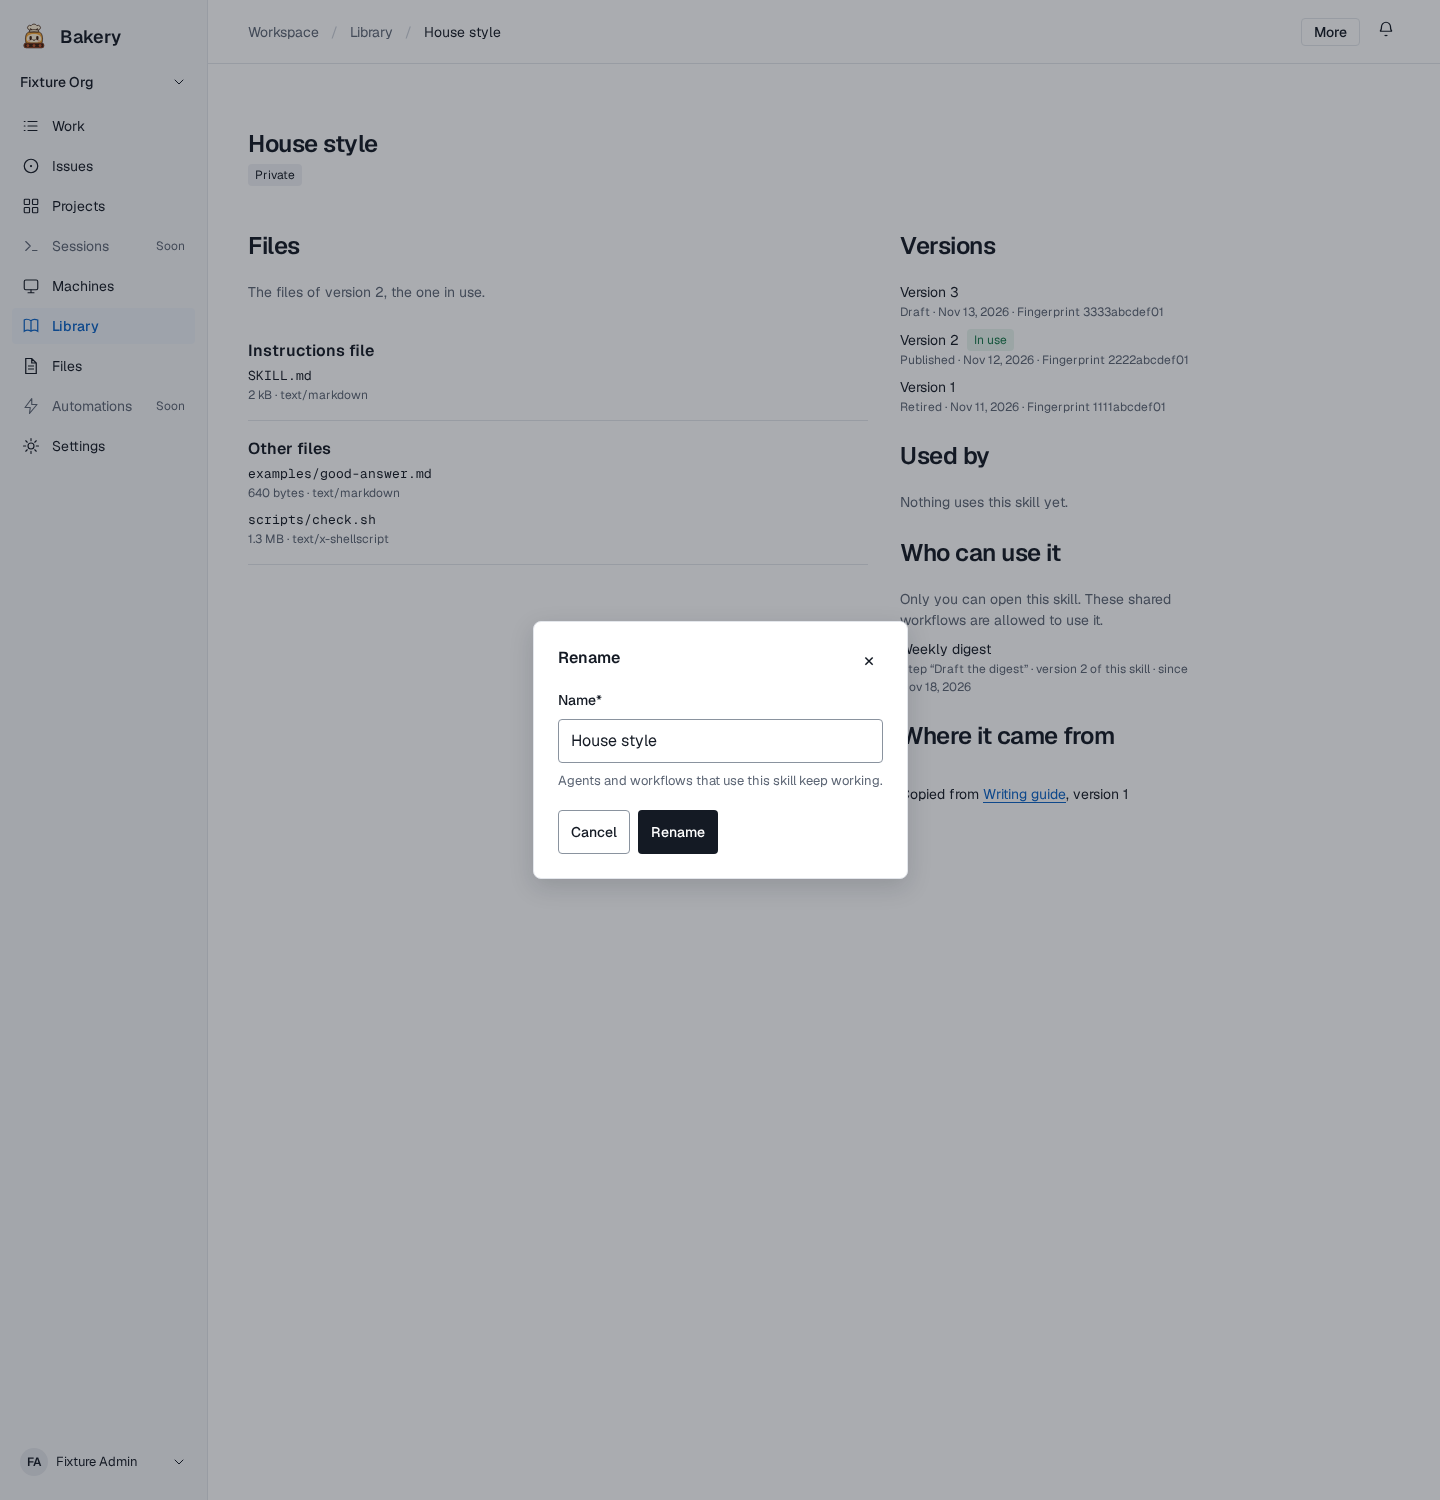 Bakery
Fixture Org
Work
Issues
Projects
Sessions Soon
Machines
Library
Files
Automations Soon
Settings
FA Fixture Admin
Workspace / Library / House style
More
House style
Private
Files
The files of version 2, the one in use.
Instructions file
SKILL.md
2 kB · text/markdown
Other files
examples/good-answer.md
640 bytes · text/markdown
scripts/check.sh
1.3 MB · text/x-shellscript
Versions
Version 3
Draft · Nov 13, 2026 · Fingerprint 3333abcdef01
Version 2 In use
Published · Nov 12, 2026 · Fingerprint 2222abcdef01
Version 1
Retired · Nov 11, 2026 · Fingerprint 1111abcdef01
Used by
Nothing uses this skill yet.
Who can use it
Only you can open this skill. These shared
workflows are allowed to use it.
Weekly digest
tep “Draft the digest” · version 2 of this skill · since
ov 18, 2026
Where it came from
opied from Writing guide, version 1
Rename
Name*
House style
Agents and workflows that use this skill keep working.
Cancel
Rename